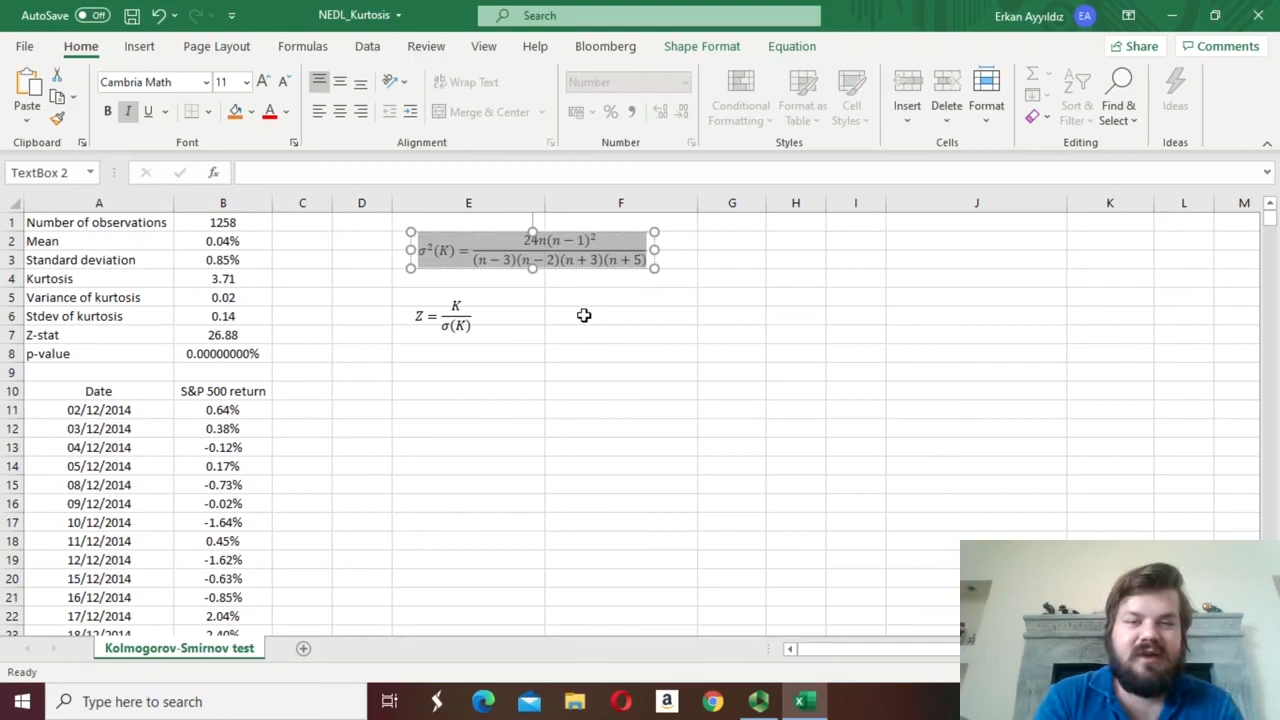 AutoSave Off NEDL_Kurtosis Search Erkan Ayyıldız EA
File Home Insert Page Layout Formulas Data Review View Help Bloomberg Shape Format Equation Share Comments
Paste Cambria Math 11 A A Wrap Text Number Conditional Formatting Format as Table Cell Styles Insert Delete Format Sort & Filter Find & Select Ideas
B I U A Merge & Center % ,
Clipboard Font Alignment Number Styles Cells Editing Ideas
TextBox 2 fx
A B C D E F G H I J K L M
1 Number of observations 1258
2 Mean 0.04% σ²(K) = 24n(n − 1)² / (n − 3)(n − 2)(n + 3)(n + 5)
3 Standard deviation 0.85%
4 Kurtosis 3.71
5 Variance of kurtosis 0.02
6 Stdev of kurtosis 0.14 Z = K / σ(K)
7 Z-stat 26.88
8 p-value 0.00000000%
9
10 Date S&P 500 return
11 02/12/2014 0.64%
12 03/12/2014 0.38%
13 04/12/2014 -0.12%
14 05/12/2014 0.17%
15 08/12/2014 -0.73%
16 09/12/2014 -0.02%
17 10/12/2014 -1.64%
18 11/12/2014 0.45%
19 12/12/2014 -1.62%
20 15/12/2014 -0.63%
21 16/12/2014 -0.85%
22 17/12/2014 2.04%
23 18/12/2014 2.40%
Kolmogorov-Smirnov test
Ready
Type here to search